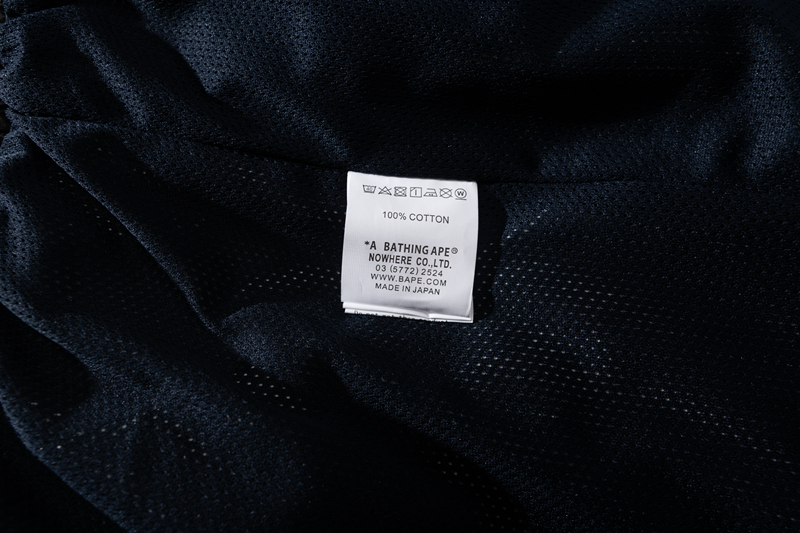 100% COTTON
*A BATHING APE®
NOWHERE CO.,LTD.
03 (5772) 2524
WWW.BAPE.COM
MADE IN JAPAN